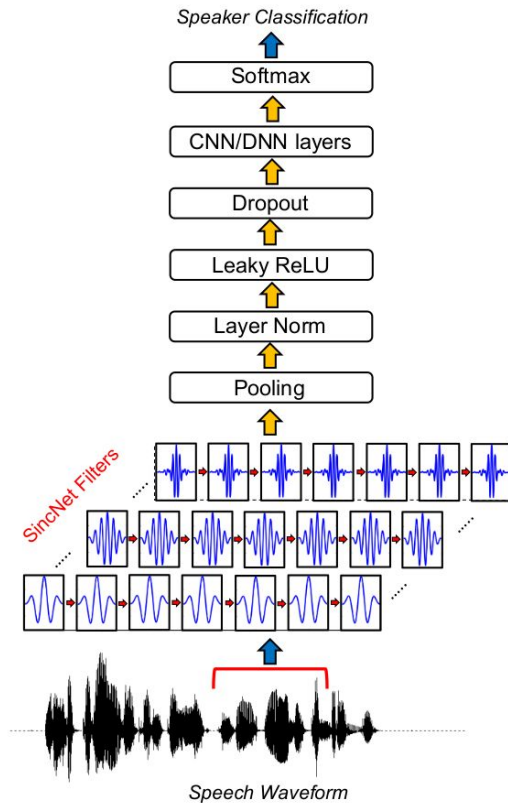 Speaker Classification
Softmax
CNN/DNN layers
Dropout
Leaky ReLU
Layer Norm
Pooling
SincNet Filters
Speech Waveform